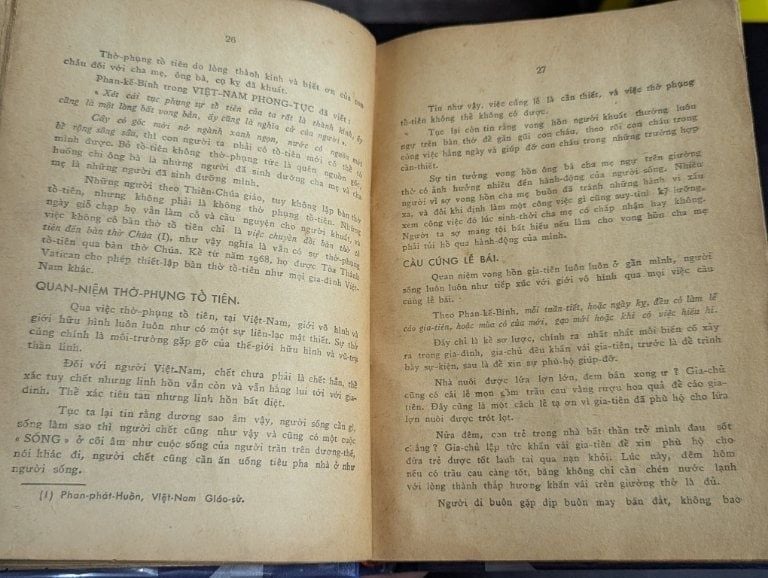 26
Thờ-phụng tổ tiên do lòng thành kính và biết ơn của con
cháu đối với cha mẹ, ông bà, cụ kỵ đã khuất.
Phan-kế-Bính trong VIỆT-NAM PHONG-TỤC đã viết:
« Xét cái tục phụng sự tổ tiên của ta rất là thành kính, ấy
cũng là một lòng bất vong bản, ấy cũng là nghĩa cử của người ».
Cây có gốc mới nở ngành xanh ngọn, nước có nguồn mới
bể rộng sông sâu, thì con người ta phải có tổ tiên mới có thể có
mình được. Bỏ tổ tiên không thờ-phụng tức là quên nguồn gốc,
huống chi ông bà là những người đã sinh dưỡng cha mẹ và cha
mẹ là những người đã sinh dưỡng mình.
Những người theo Thiên-Chúa giáo, tuy không lập bàn thờ
tổ-tiên, nhưng không phải là không thờ phụng tổ-tiên. Những
ngày giỗ chạp họ vẫn làm cỗ và cầu nguyện cho người khuất, và
việc không có bàn thờ tổ tiên chỉ là việc chuyển đổi bàn thờ tổ
tiên đến bàn thờ Chúa (1), như vậy nghĩa là vẫn có sự thờ-phụng
tổ-tiên qua bàn thờ Chúa. Kể từ năm 1968, họ được Tòa Thánh
Vatican cho phép thiết-lập bàn thờ tổ-tiên như mọi gia-đình Việt-
Nam khác.
QUAN-NIỆM THỜ-PHỤNG TỔ TIÊN.
Qua việc thờ-phụng tổ tiên, tại Việt-Nam, giới vô hình và
giới hữu hình luôn luôn như có một sự liên-lạc mật thiết. Sự thờ
cúng chính là môi-trường gặp gỡ của thế-giới hữu hình và vũ-trụ
thần linh.
Đối với người Việt-Nam, chết chưa phải là chết hẳn, thể
xác tuy chết nhưng linh hồn vẫn còn và vẫn hằng lui tới với gia-
đình. Thể xác tiêu tan nhưng linh hồn bất diệt.
Tục ta lại tin rằng dương sao âm vậy, người sống cần gì,
sống làm sao thì người chết cũng như vậy và cũng có một cuộc
« SỐNG » ở cõi âm như cuộc sống của người trần trên dương-thế,
nói khác đi, người chết cũng cần ăn uống tiêu pha nhà ở như
người sống.
(1) Phan-phát-Huồn, Việt-Nam Giáo-sử.
27
Tin như vậy, việc cúng lễ là cần thiết, và việc thờ phụng
tổ-tiên không thể không có được.
Tục lại còn tin rằng vong hồn người khuất thường luôn
ngự trên bàn thờ để gần gũi con cháu, theo rõi con cháu trong
công việc hằng ngày và giúp đỡ con cháu trong những trường hợp
cần-thiết.
Sự tin tưởng vong hồn ông bà cha mẹ ngự trên giường
thờ có ảnh hưởng nhiều đến hành-động của người sống. Nhiều
người vì sợ vong hồn cha mẹ buồn đã tránh những hành vi xấu
xa, và đôi khi định làm một công việc gì cũng suy-tính kỹ lưỡng,
xem công việc đó lúc sinh-thời cha mẹ có chấp nhận hay không.
Người ta sợ mang tội bất hiếu nếu làm cho vong hồn cha mẹ
phải tủi hổ qua hành-động của mình.
CẦU CÚNG LỄ BÁI.
Quan niệm vong hồn gia-tiên luôn luôn ở gần mình, người
sống luôn luôn như tiếp xúc với giới vô hình qua mọi việc cầu
cúng lễ bái.
Theo Phan-kế-Bính, mỗi tuần-tiết, hoặc ngày kỵ, đều có làm lễ
cáo gia-tiên, hoặc mùa có của mới, gạo mới hoặc khi có việc hiếu hỉ.
Đấy chỉ là kể sơ lược, chính ra nhất nhất mỗi biến cố xảy
ra trong gia-đình, gia-chủ đều khấn vái gia-tiên, trước là để trình
bày sự-kiện, sau là để xin sự phù-hộ giúp-đỡ.
Nhà nuôi được lứa lợn lớn, đem bán xong ư ? Gia-chủ
cũng có cái lễ mọn gồm trầu cau vàng rượu hoa quả để cáo gia-
tiên. Đây cũng là một cách lễ tạ ơn vì gia-tiên đã phù hộ cho lứa
lợn nuôi được trót lọt.
Nửa đêm, con trẻ trong nhà bất thần trở mình đau sốt
chăng ? Gia-chủ lập tức khấn vái gia-tiên để xin phù hộ cho
đứa trẻ được tốt lành tai qua nạn khỏi. Lúc này, đêm hôm
nếu có trầu cau càng tốt, bằng không chỉ cần chén nước lạnh
với lòng thành thắp hương khấn vái trên giường thờ là đủ.
Người đi buôn gặp dịp buôn may bán đắt, không bao